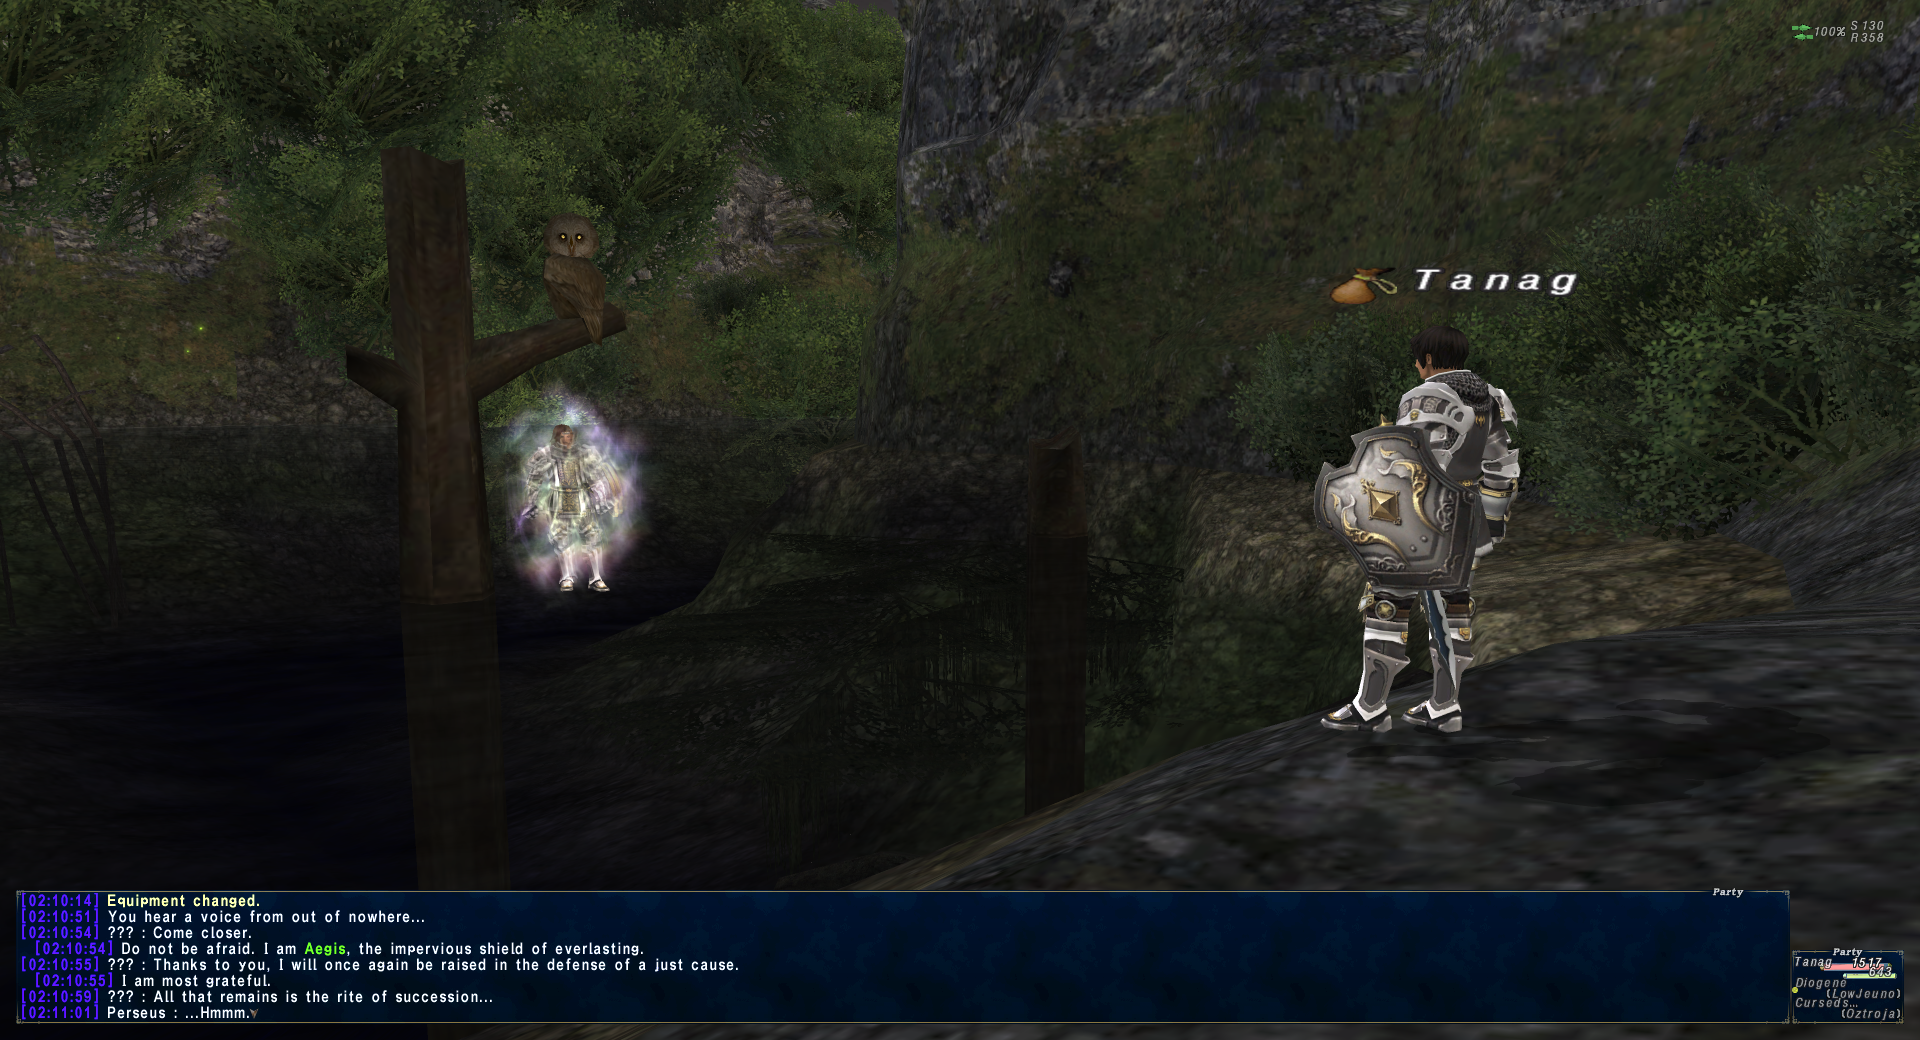 100% S 130
R 358
Tanag
Party
[02:10:14] Equipment changed.
[02:10:51] You hear a voice from out of nowhere...
[02:10:54] ??? : Come closer.
[02:10:54] Do not be afraid. I am Aegis, the impervious shield of everlasting.
[02:10:55] ??? : Thanks to you, I will once again be raised in the defense of a just cause.
[02:10:55] I am most grateful.
[02:10:59] ??? : All that remains is the rite of succession...
[02:11:01] Perseus : ...Hmmm.
Party
Tanag 1517
643
Diogene
(LowJeuno)
Curseds...
(Oztroja)